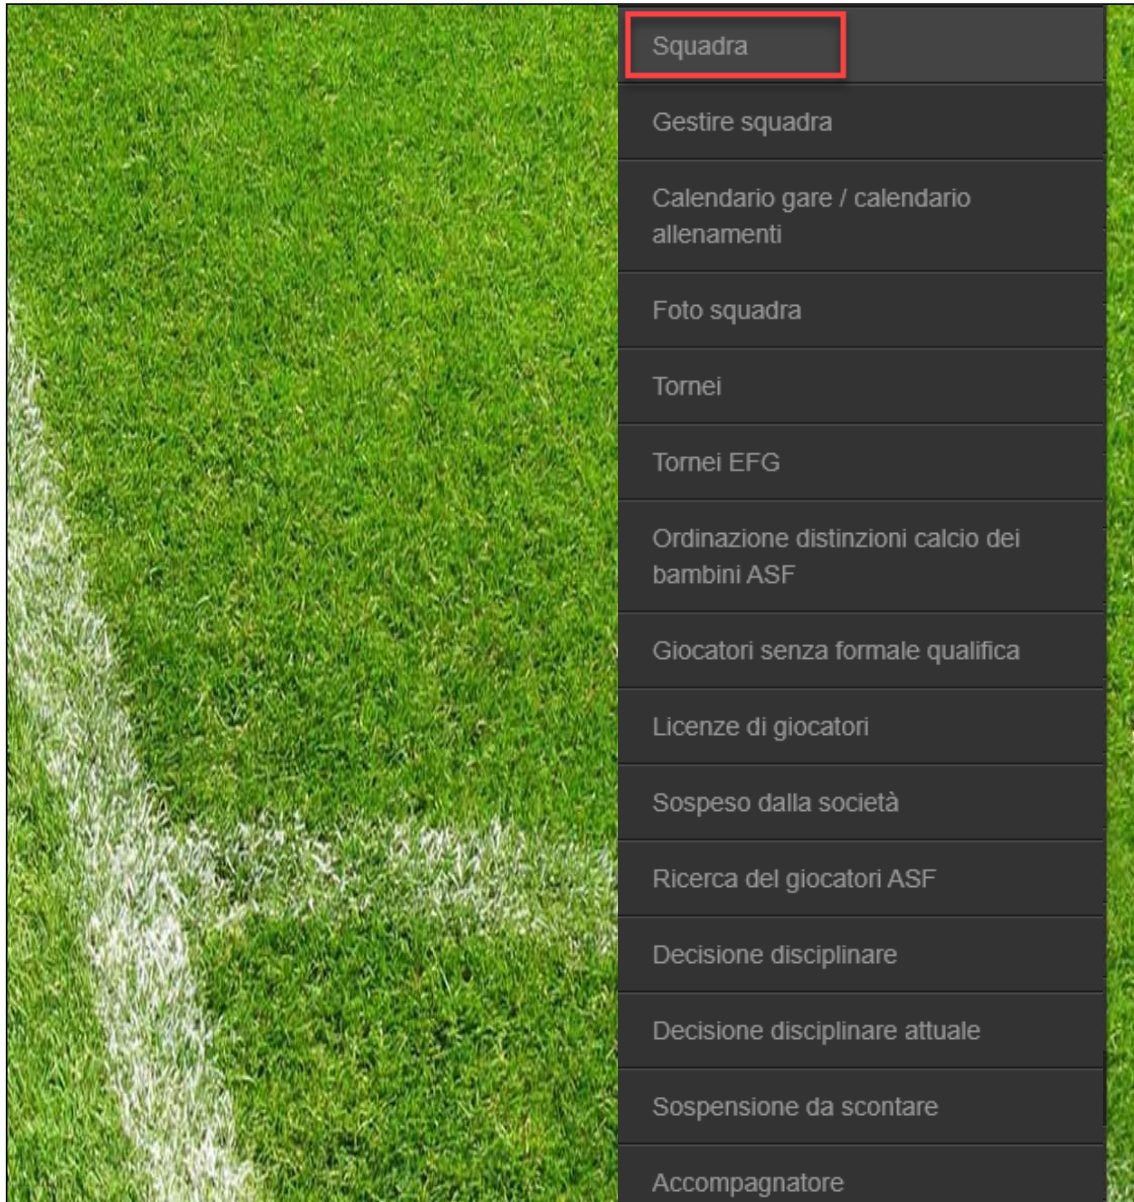 Squadra
Gestire squadra
Calendario gare / calendario
allenamenti
Foto squadra
Tornei
Tornei EFG
Ordinazione distinzioni calcio dei
bambini ASF
Giocatori senza formale qualifica
Licenze di giocatori
Sospeso dalla società
Ricerca del giocatori ASF
Decisione disciplinare
Decisione disciplinare attuale
Sospensione da scontare
Accompagnatore